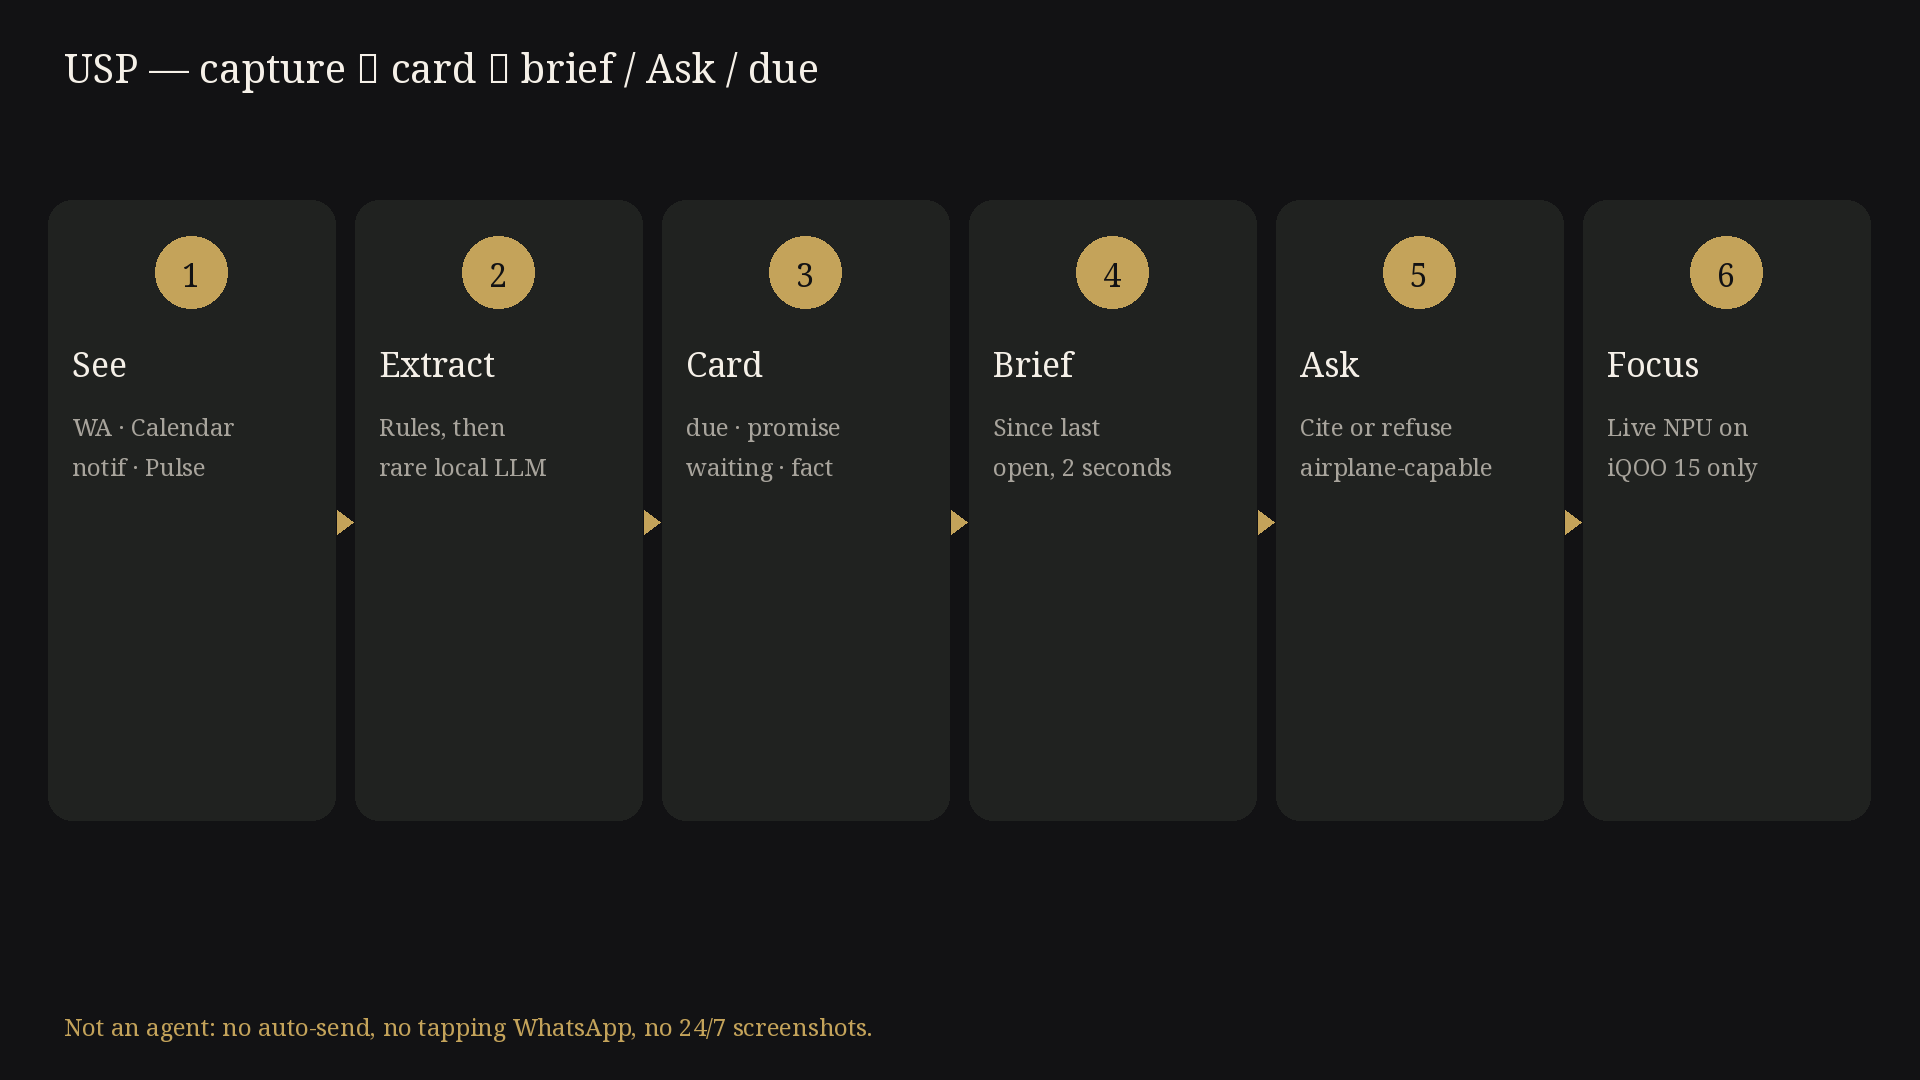 USP — capture ▯ card ▯ brief / Ask / due
1
See
WA · Calendar
notif · Pulse
2
Extract
Rules, then
rare local LLM
3
Card
due · promise
waiting · fact
4
Brief
Since last
open, 2 seconds
5
Ask
Cite or refuse
airplane-capable
6
Focus
Live NPU on
iQOO 15 only
Not an agent: no auto-send, no tapping WhatsApp, no 24/7 screenshots.